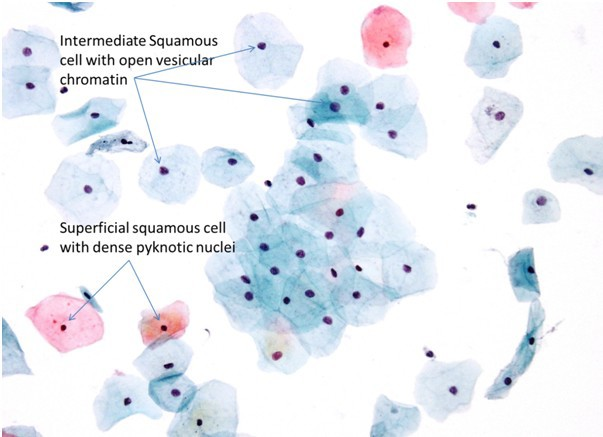 Intermediate Squamous
cell with open vesicular
chromatin
Superficial squamous cell
with dense pyknotic nuclei